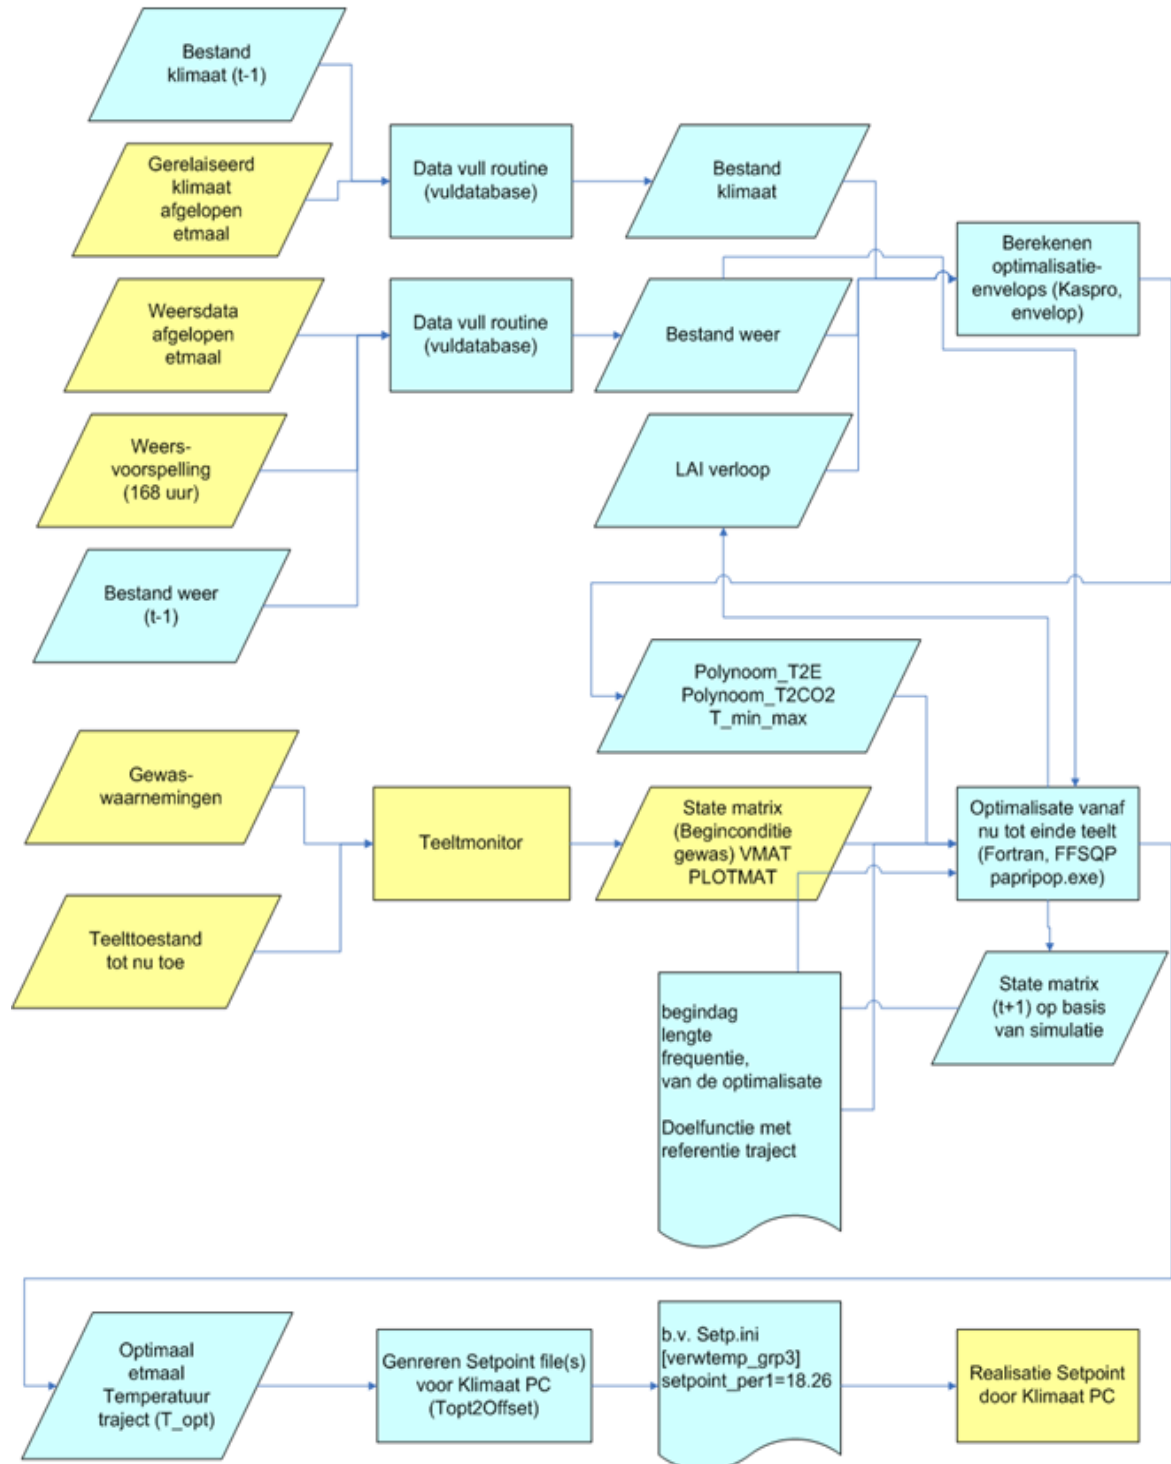 Bestand
klimaat (t-1)
Gerelaiseerd
klimaat
afgelopen
etmaal
Data vull routine
(vuldatabase)
Bestand
klimaat
Berekenen
optimalisatie-
envelops (Kaspro,
envelop)
Weersdata
afgelopen
etmaal
Data vull routine
(vuldatabase)
Bestand weer
Weers-
voorspelling
(168 uur)
LAI verloop
Bestand weer
(t-1)
Polynoom_T2E
Polynoom_T2CO2
T_min_max
Gewas-
waarnemingen
Teeltmonitor
State matrix
(Beginconditie
gewas) VMAT
PLOTMAT
Optimalisate vanaf
nu tot einde teelt
(Fortran, FFSQP
papripop.exe)
Teelttoestand
tot nu toe
State matrix
(t+1) op basis
van simulatie
begindag
lengte
frequentie,
van de optimalisate
Doelfunctie met
referentie traject
Optimaal
etmaal
Temperatuur
traject (T_opt)
Genreren Setpoint file(s)
voor Klimaat PC
(Topt2Offset)
b.v. Setp.ini
[verwtemp_grp3]
setpoint_per1=18.26
Realisatie Setpoint
door Klimaat PC